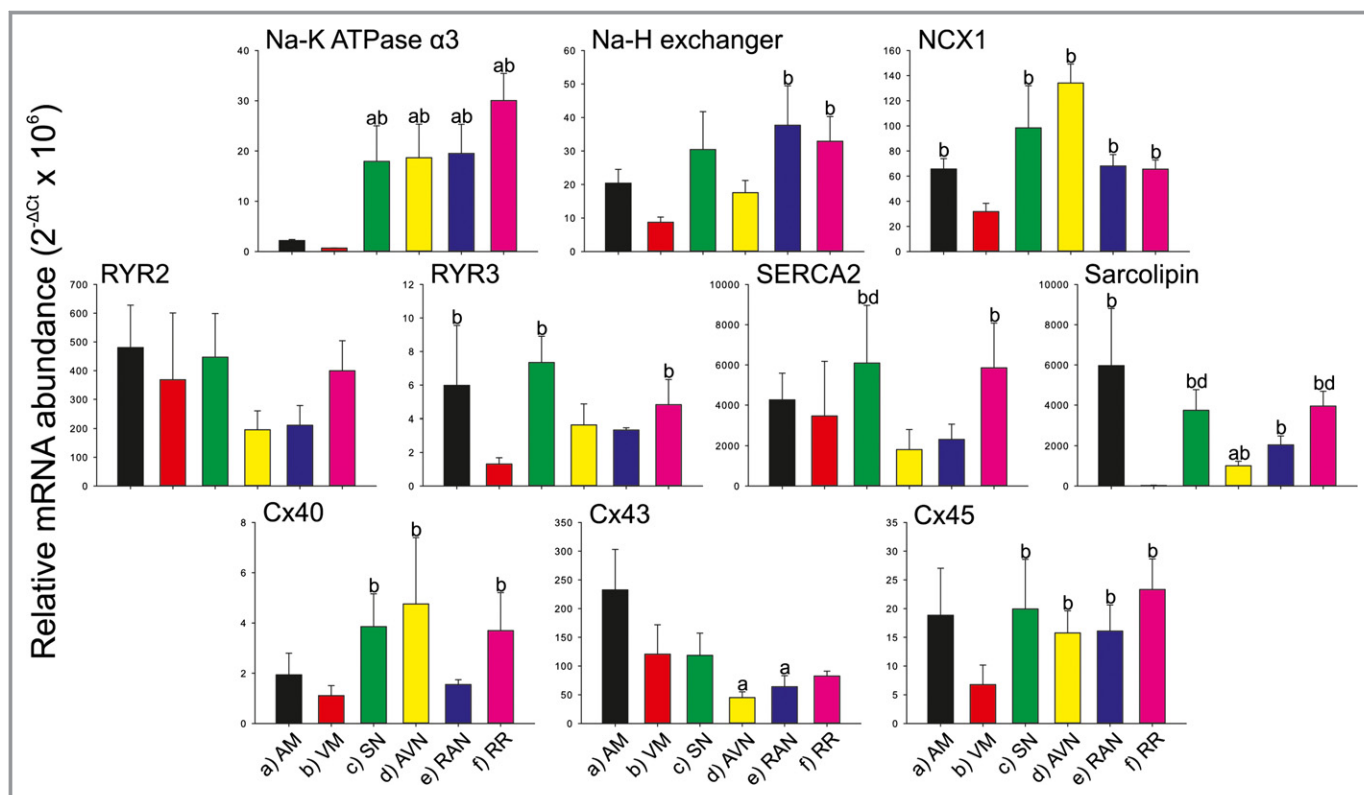 Relative mRNA abundance (2^-ΔCt x 10^6)
Na-K ATPase α3
40
30
20
10
0
ab
ab
ab
ab
Na-H exchanger
60
50
40
30
20
10
0
b
b
NCX1
160
140
120
100
80
60
40
20
0
b
b
b
b
b
RYR2
700
600
500
400
300
200
100
0
RYR3
12
10
8
6
4
2
0
b
b
b
SERCA2
10000
8000
6000
4000
2000
0
bd
b
Sarcolipin
10000
8000
6000
4000
2000
0
b
bd
ab
b
bd
Cx40
8
6
4
2
0
b
b
b
a) AM
b) VM
c) SN
d) AVN
e) RAN
f) RR
Cx43
350
300
250
200
150
100
50
0
a
a
a) AM
b) VM
c) SN
d) AVN
e) RAN
f) RR
Cx45
35
30
25
20
15
10
5
0
b
b
b
b
a) AM
b) VM
c) SN
d) AVN
e) RAN
f) RR